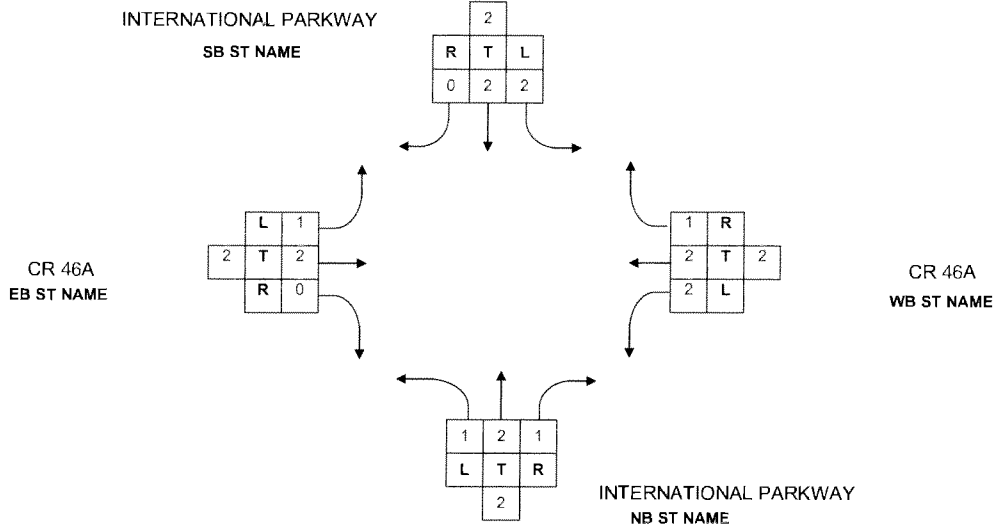 INTERNATIONAL PARKWAY
SB ST NAME
2
R T L
0 2 2
L 1
2 T 2
R 0
CR 46A
EB ST NAME
1 R
2 T 2
2 L
CR 46A
WB ST NAME
1 2 1
L T R
2
INTERNATIONAL PARKWAY
NB ST NAME